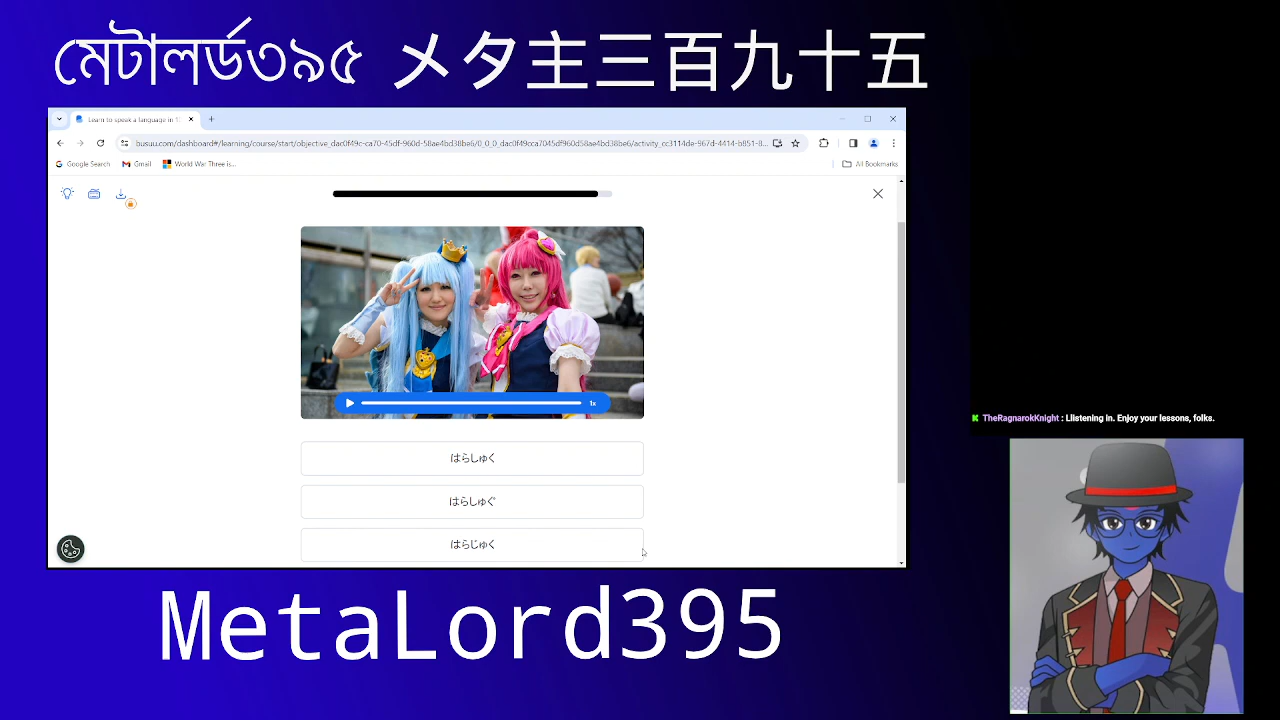 মেটালর্ড৩৯৫ メタ主三百九十五
Learn to speak a language in 1
busuu.com/dashboard#/learning/course/start/objective_dac0f49c-ca70-45df-960d-58ae4bd38be6/0_0_0_dac0f49cca7045df960d58ae4bd38be6/activity_cc3114de-967d-4414-b851-8...
Google Search Gmail World War Three is... All Bookmarks
1x
はらしゅく
はらしゅぐ
はらじゅく
TheRagnarokKnight : Llistening in. Enjoy your lessons, folks.
MetaLord395